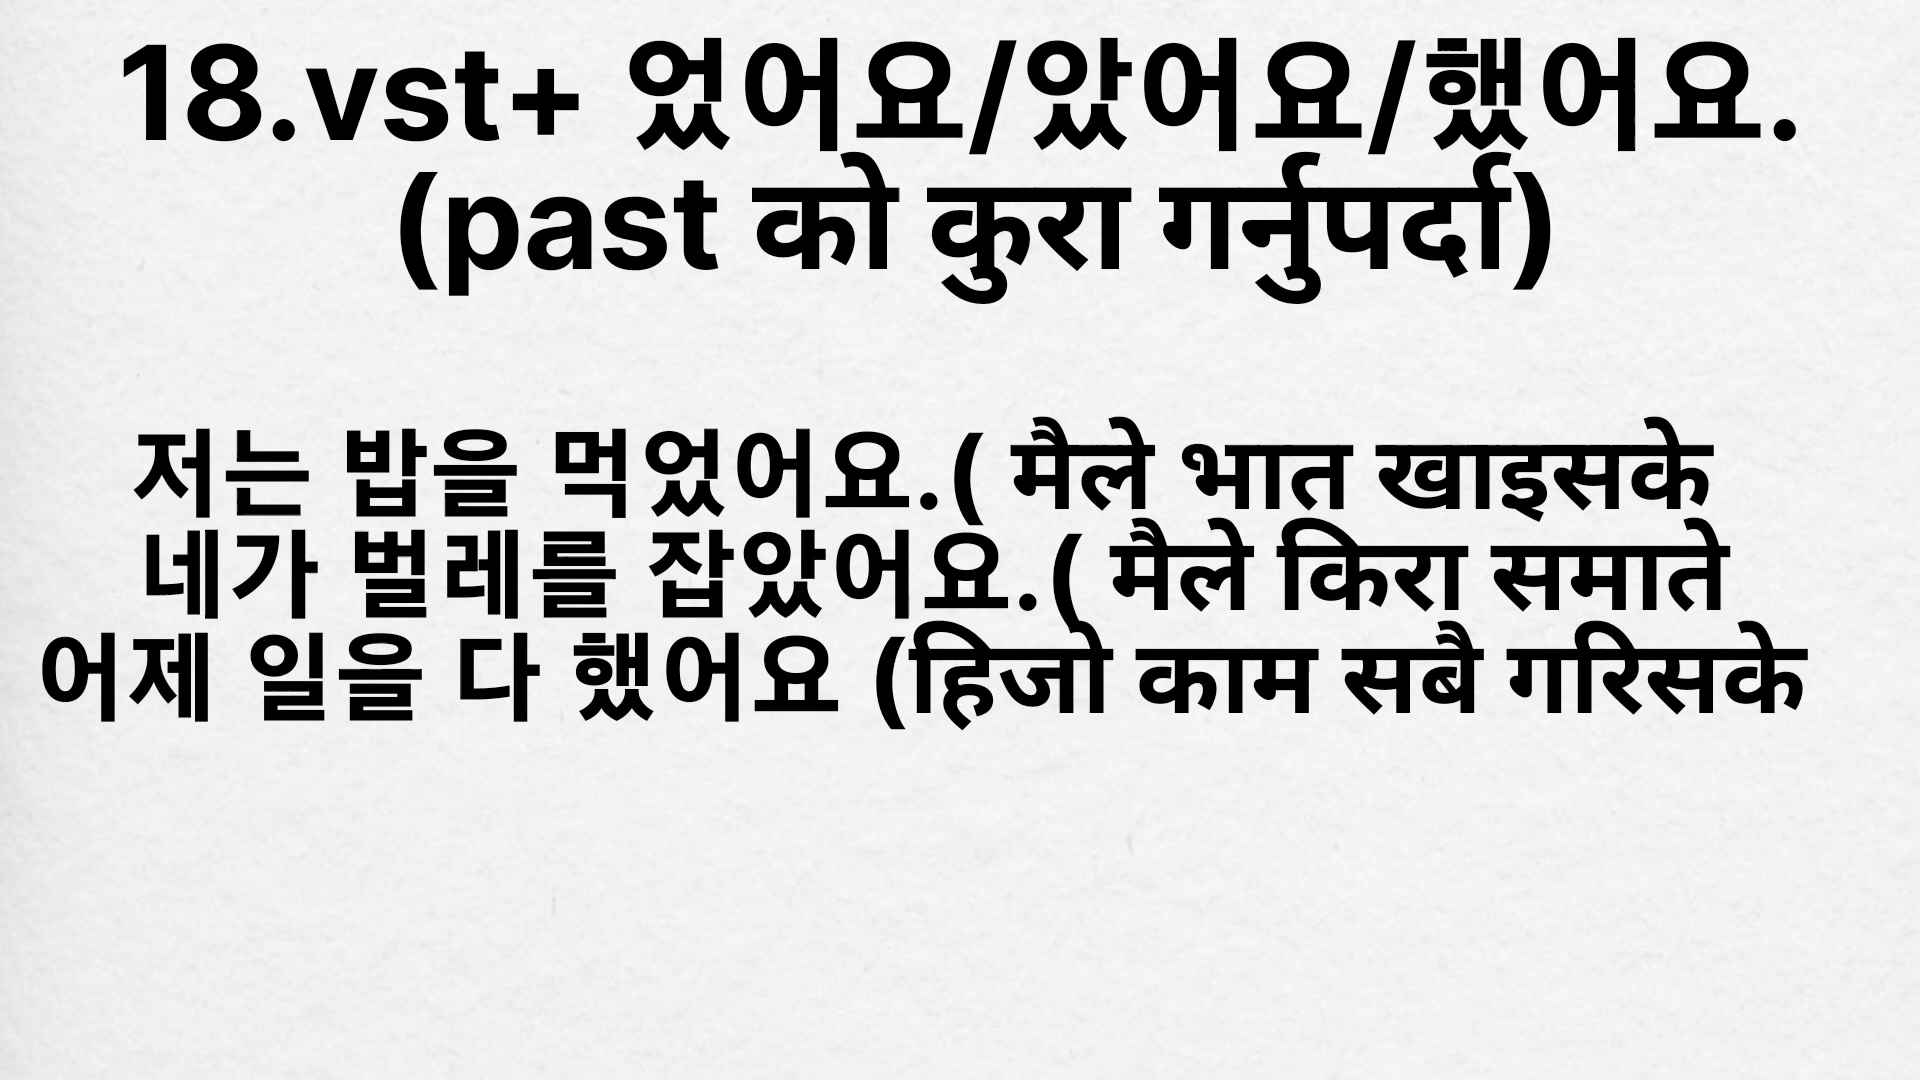 18.vst+ 었어요/았어요/했어요.
(past को कुरा गर्नुपर्दा)
저는 밥을 먹었어요.( मैले भात खाइसके
네가 벌레를 잡았어요.( मैले किरा समाते
어제 일을 다 했어요 (हिजो काम सबै गरिसके